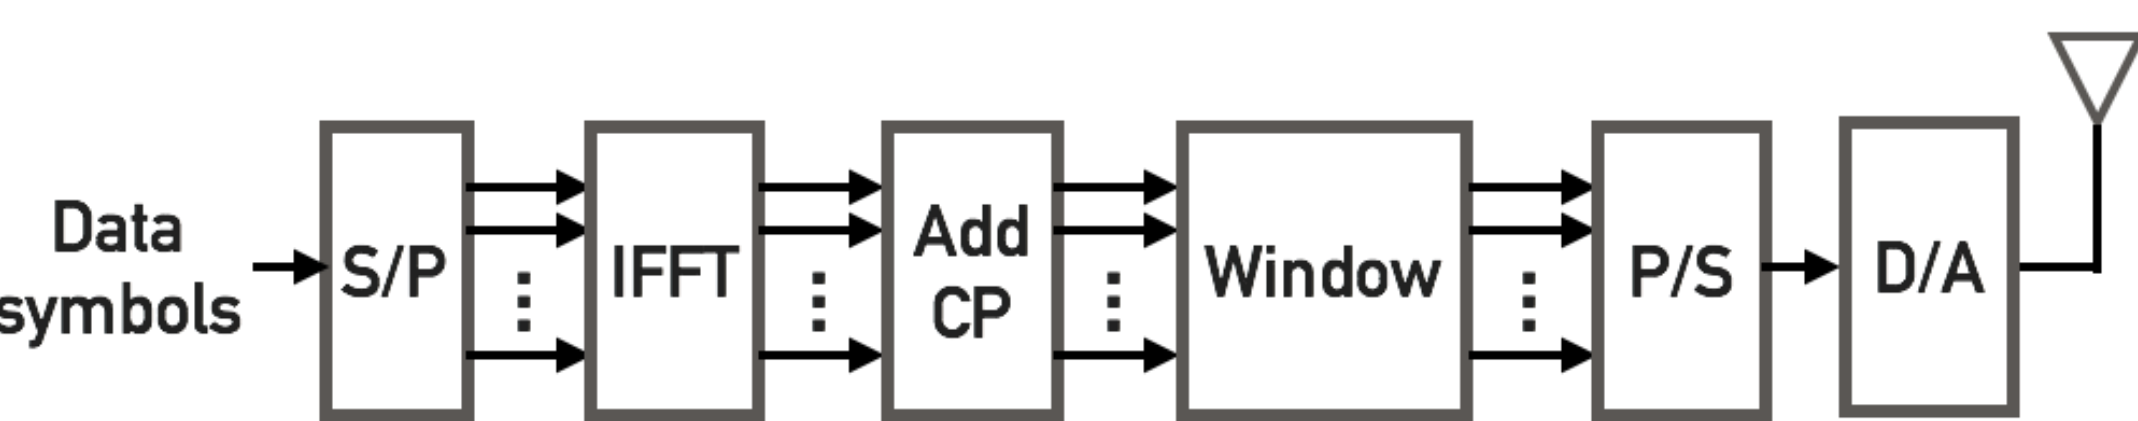 Data
symbols
S/P
IFFT
Add
CP
Window
P/S
D/A